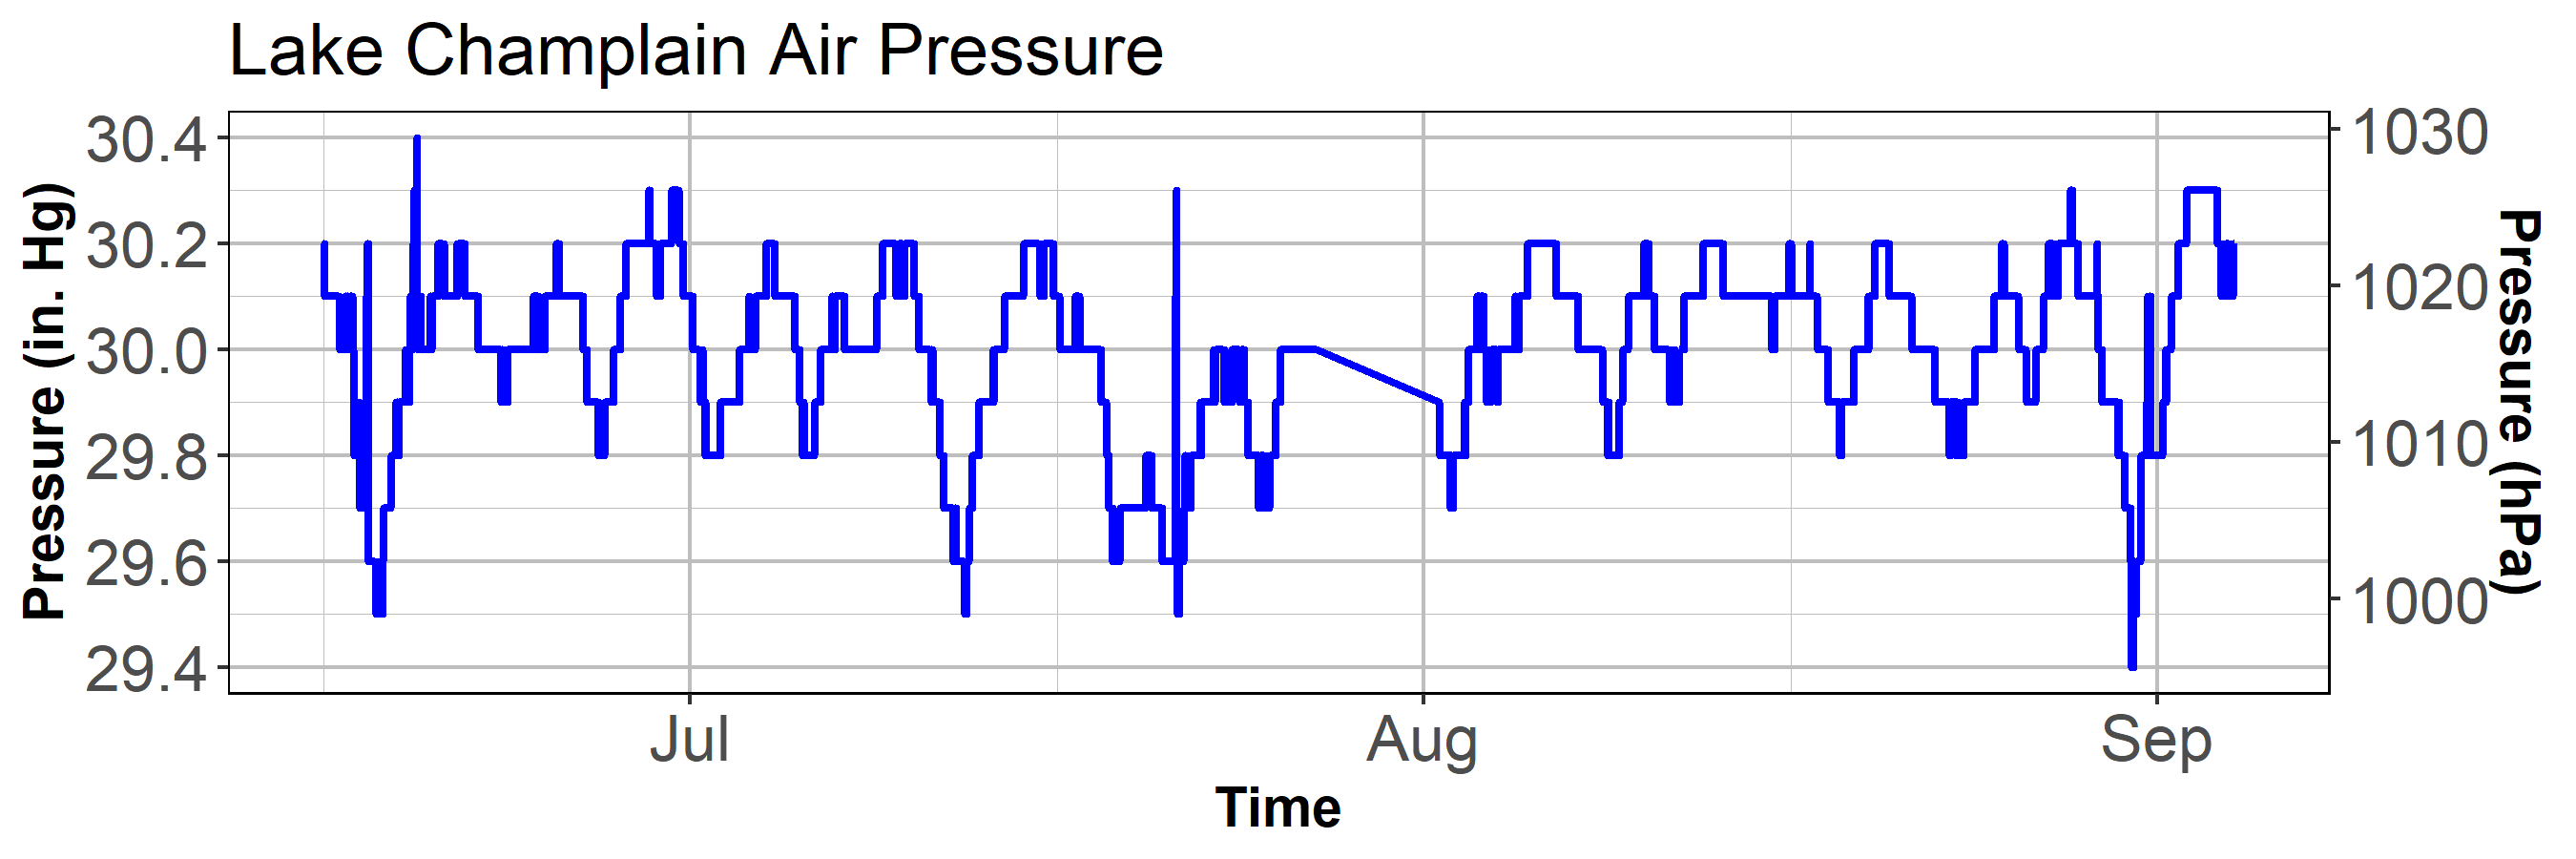 Lake Champlain Air Pressure
Pressure (in. Hg)
30.4
30.2
30.0
29.8
29.6
29.4
1030
1020
1010
1000
Pressure (hPa)
Jul Aug Sep
Time